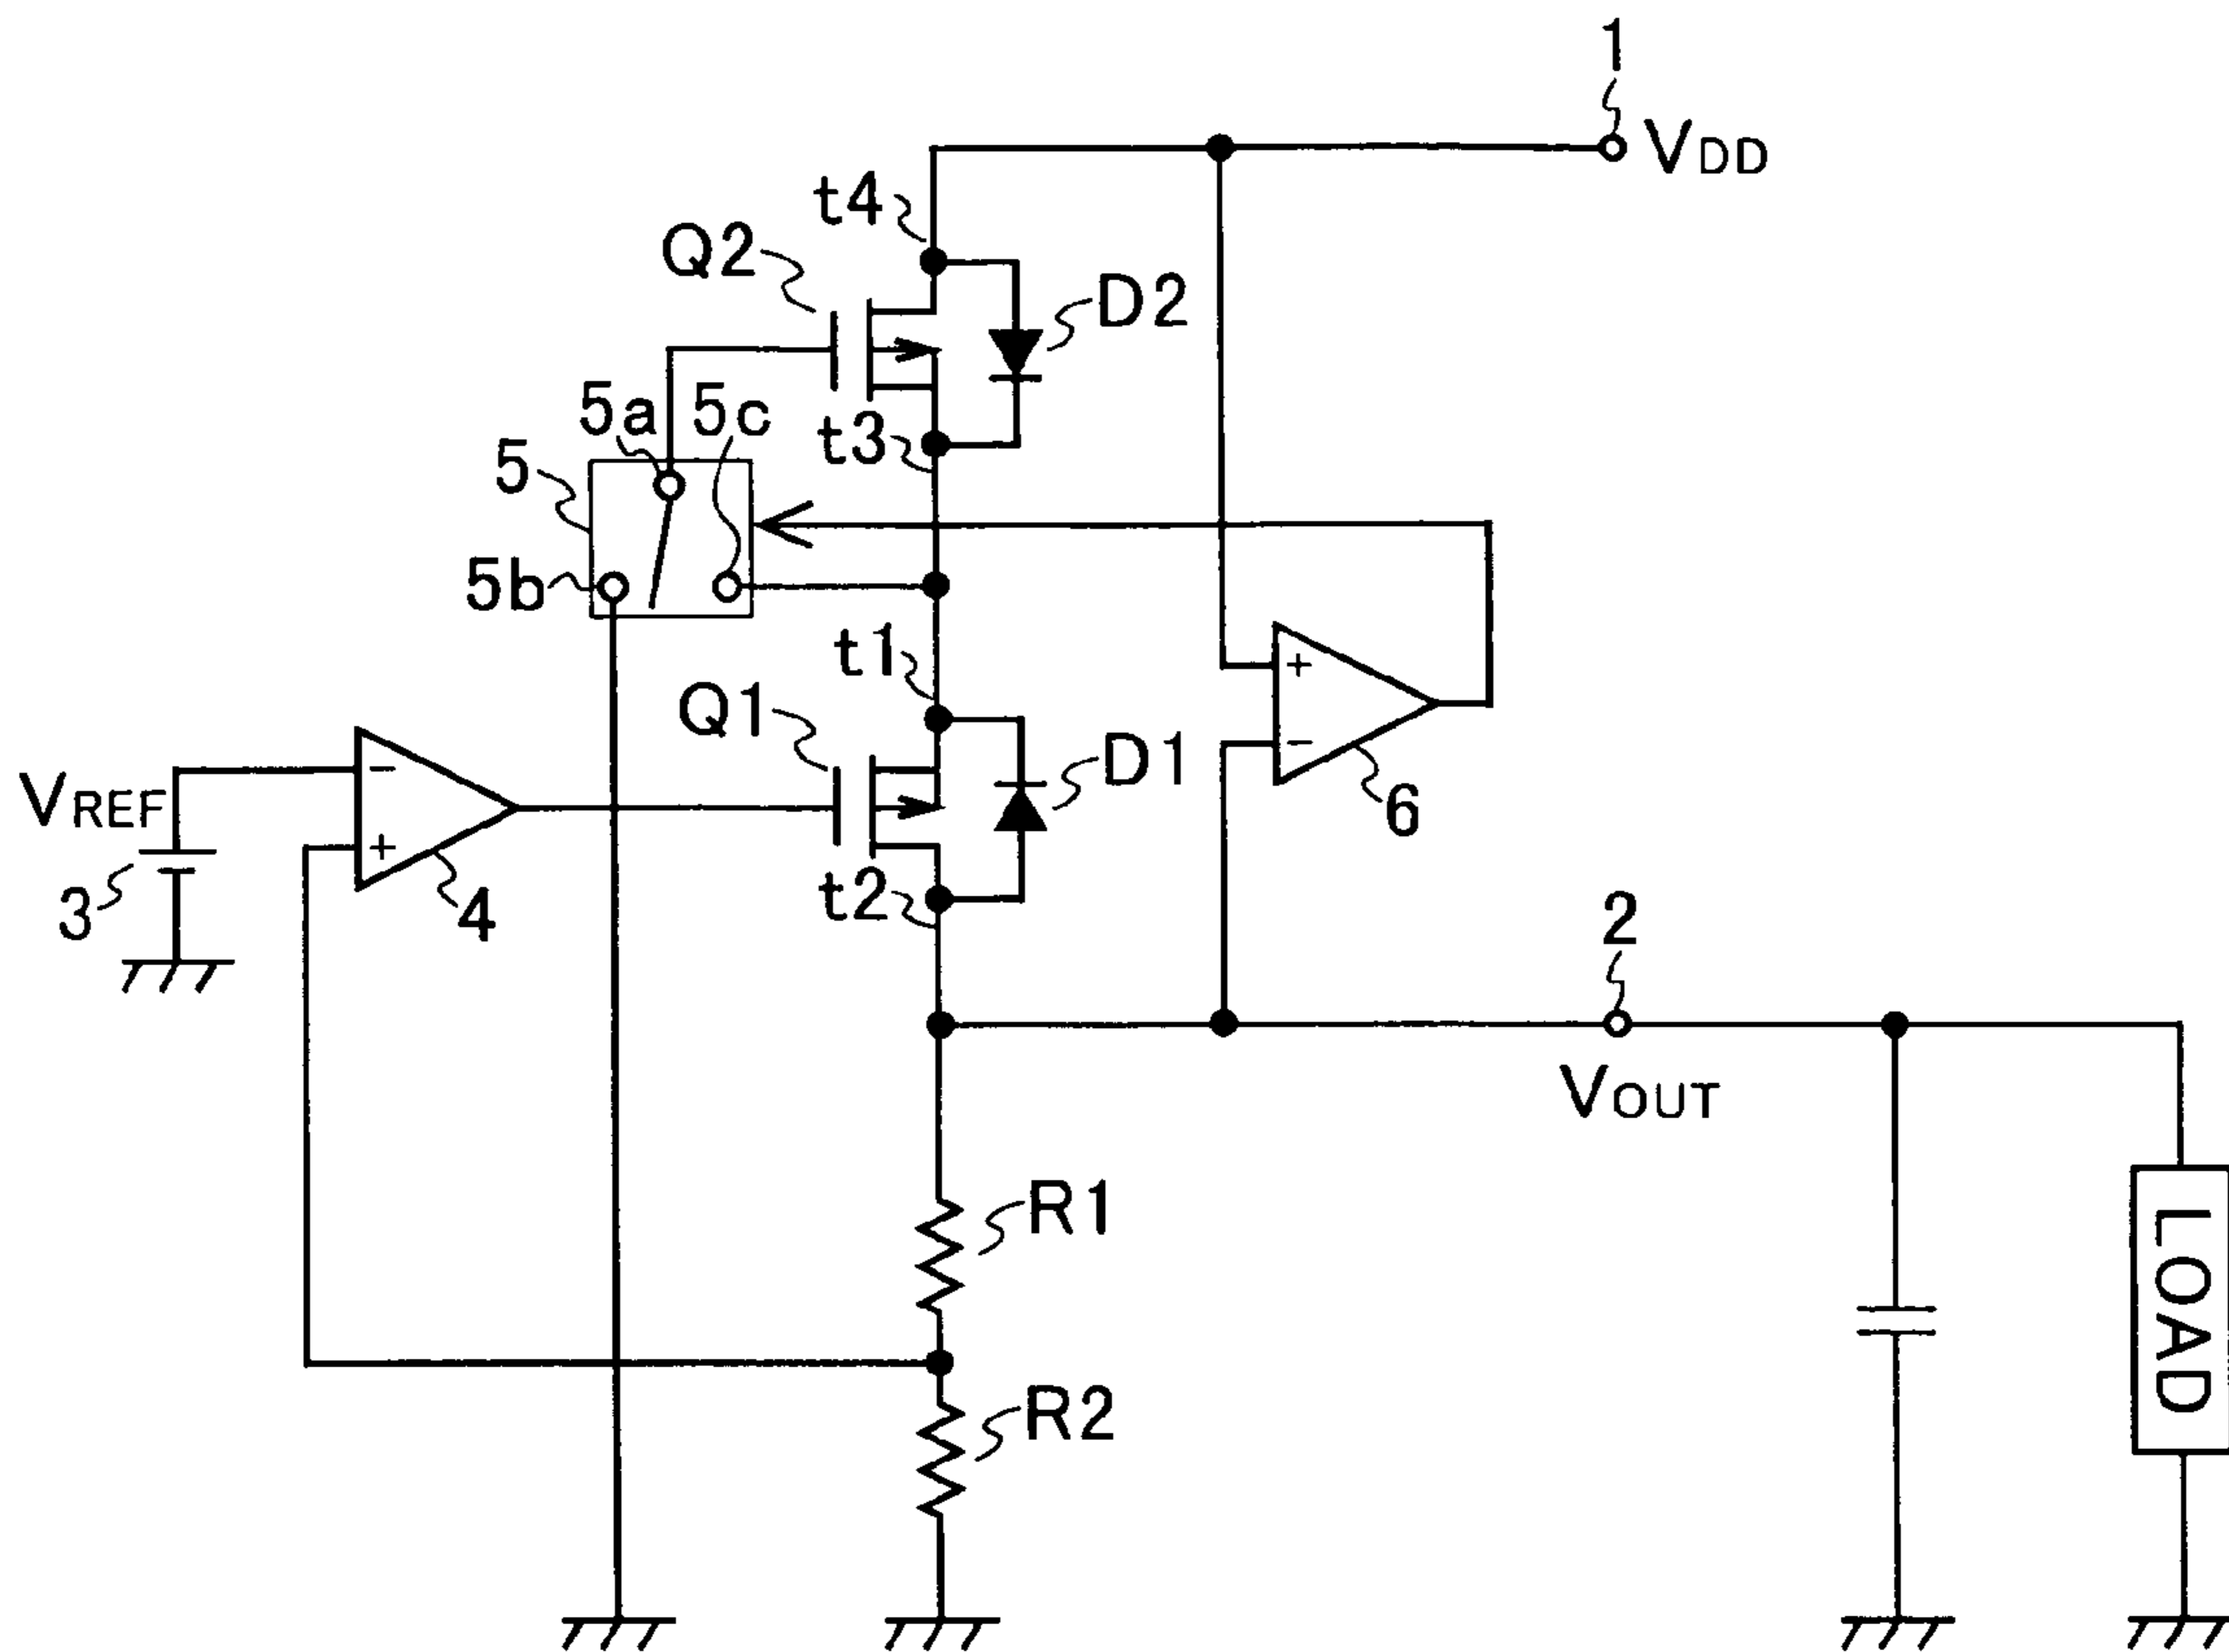 1
VDD
t4
Q2
D2
5a
5c
t3
5
5b
t1
Q1
D1
+
−
6
VREF
−
+
3
4
t2
2
VOUT
R1
LOAD
R2